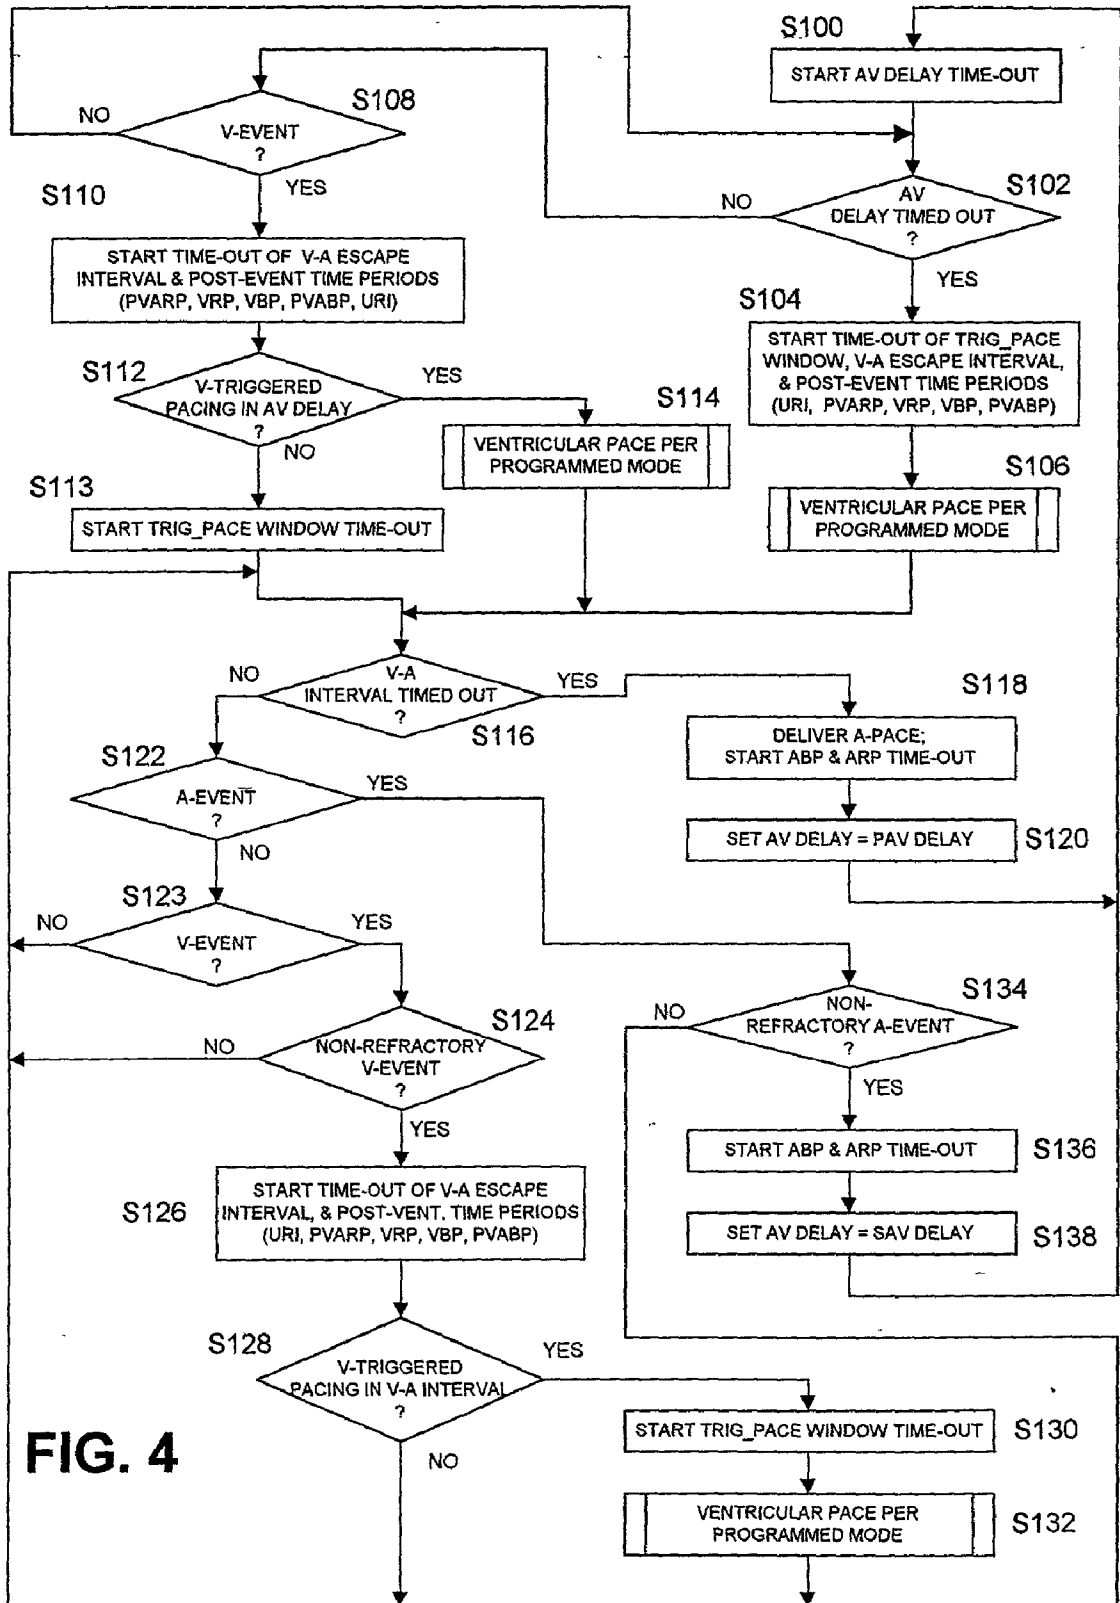 S100
START AV DELAY TIME-OUT
S108
NO
V-EVENT
?
YES
S102
NO
AV
DELAY TIMED OUT
?
YES
S110
START TIME-OUT OF V-A ESCAPE
INTERVAL & POST-EVENT TIME PERIODS
(PVARP, VRP, VBP, PVABP, URI)
S104
START TIME-OUT OF TRIG_PACE
WINDOW, V-A ESCAPE INTERVAL,
& POST-EVENT TIME PERIODS
(URI, PVARP, VRP, VBP, PVABP)
S112
V-TRIGGERED
PACING IN AV DELAY
?
YES
NO
S114
VENTRICULAR PACE PER
PROGRAMMED MODE
S106
VENTRICULAR PACE PER
PROGRAMMED MODE
S113
START TRIG_PACE WINDOW TIME-OUT
NO
V-A
INTERVAL TIMED OUT
?
YES
S116
S118
DELIVER A-PACE;
START ABP & ARP TIME-OUT
S122
A-EVENT
?
YES
NO
SET AV DELAY = PAV DELAY
S120
S123
NO
V-EVENT
?
YES
S134
NO
NON-
REFRACTORY A-EVENT
?
YES
S124
NO
NON-REFRACTORY
V-EVENT
?
YES
START ABP & ARP TIME-OUT
S136
S126
START TIME-OUT OF V-A ESCAPE
INTERVAL, & POST-VENT. TIME PERIODS
(URI, PVARP, VRP, VBP, PVABP)
SET AV DELAY = SAV DELAY
S138
S128
V-TRIGGERED
PACING IN V-A INTERVAL
?
YES
NO
START TRIG_PACE WINDOW TIME-OUT
S130
VENTRICULAR PACE PER
PROGRAMMED MODE
S132
FIG. 4